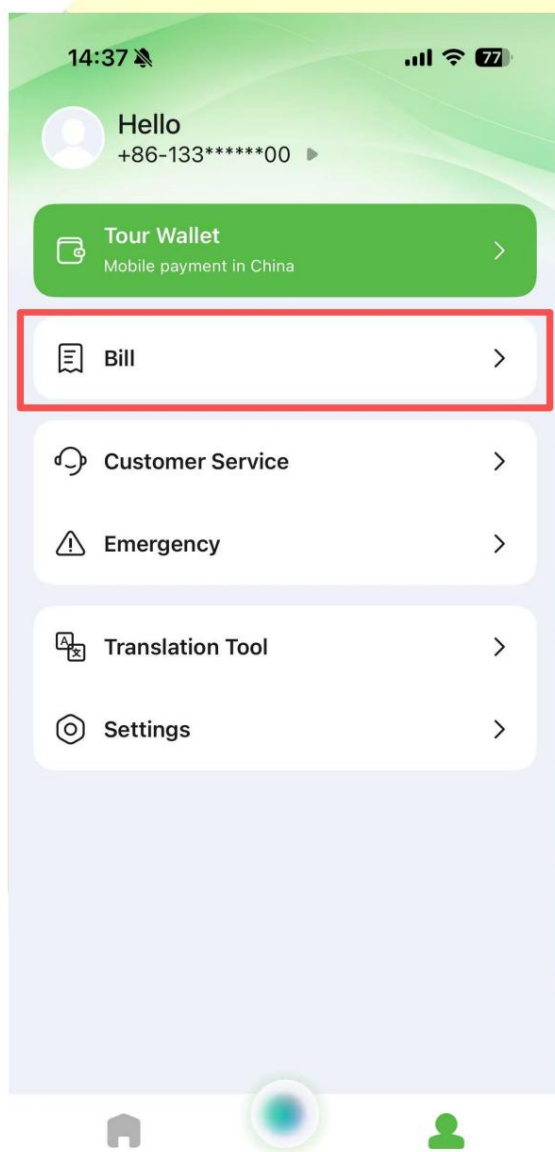 14:37
77
Hello
+86-133******00
Tour Wallet
Mobile payment in China
Bill
Customer Service
Emergency
Translation Tool
Settings